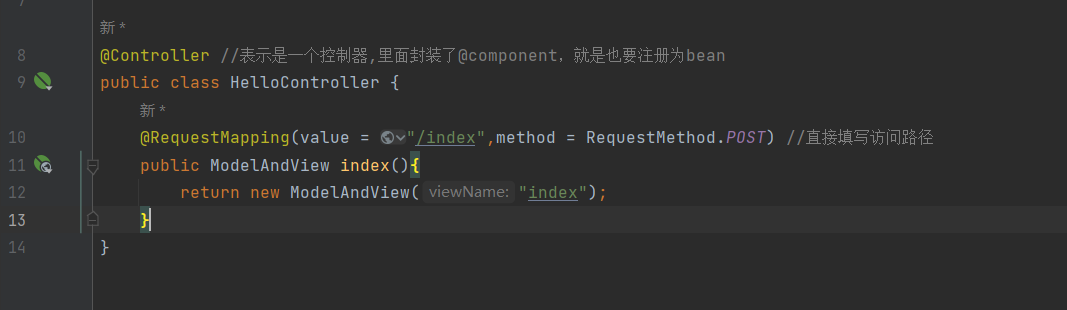 7
新 *
8 @Controller //表示是一个控制器,里面封装了@component, 就是也要注册为bean
9 public class HelloController {
新 *
10 @RequestMapping(value = "/index",method = RequestMethod.POST) //直接填写访问路径
11 public ModelAndView index(){
12 return new ModelAndView( viewName: "index");
13 }
14 }